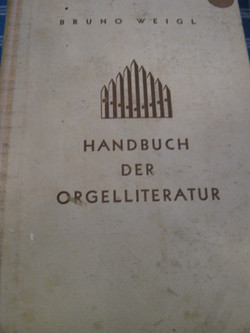 BRUNO WEIGL
HANDBUCH
DER
ORGELLITERATUR